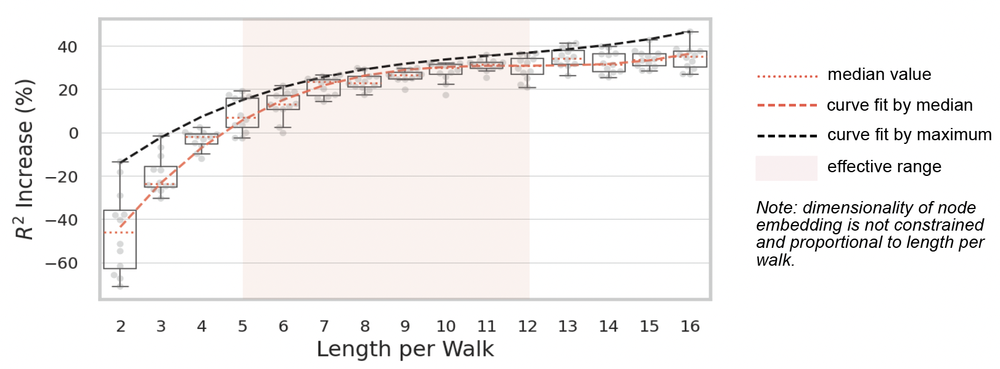 40
20
0
−20
−40
−60
R² Increase (%)
2 3 4 5 6 7 8 9 10 11 12 13 14 15 16
Length per Walk
median value
curve fit by median
curve fit by maximum
effective range
Note: dimensionality of node
embedding is not constrained
and proportional to length per
walk.